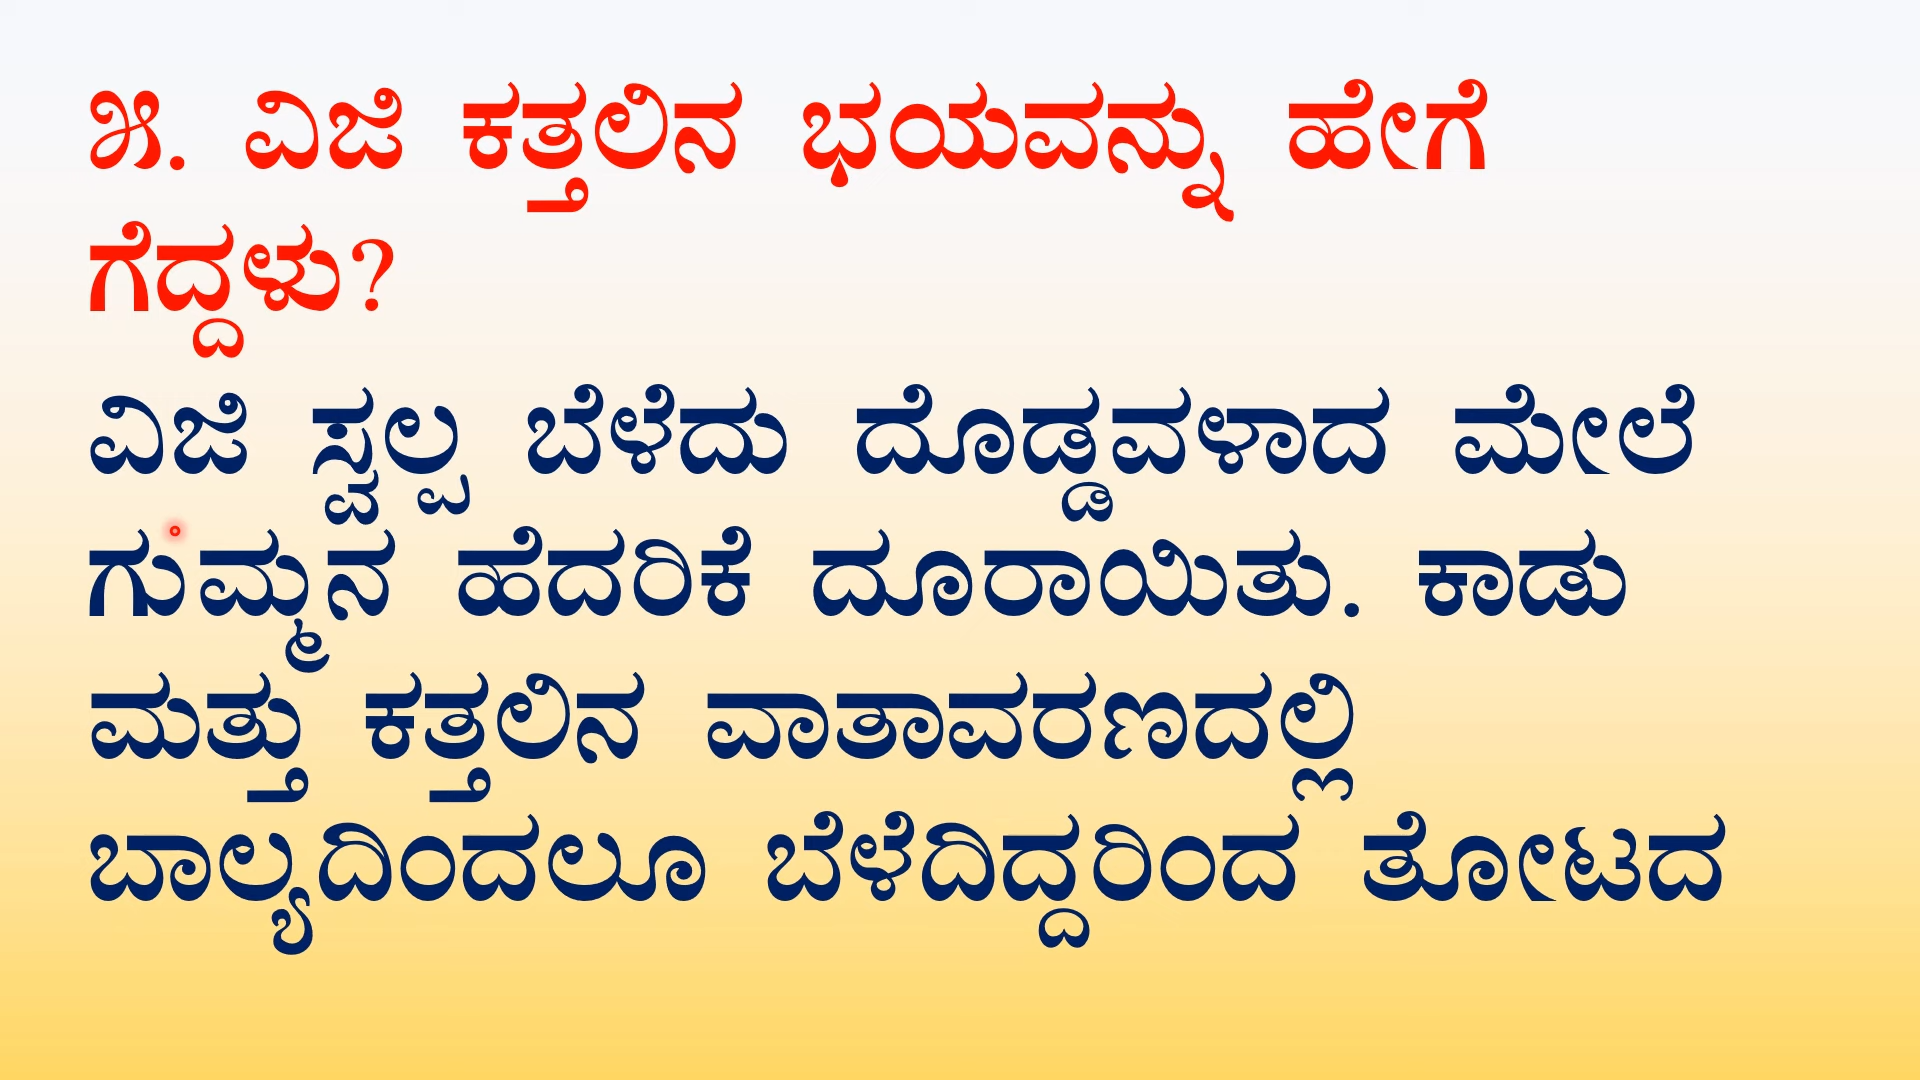 ೫. ವಿಜಿ ಕತ್ತಲಿನ ಭಯವನ್ನು ಹೇಗೆ
ಗೆದ್ದಳು?
ವಿಜಿ ಸ್ವಲ್ಪ ಬೆಳೆದು ದೊಡ್ಡವಳಾದ ಮೇಲೆ
ಗುಮ್ಮನ ಹೆದರಿಕೆ ದೂರಾಯಿತು. ಕಾಡು
ಮತ್ತು ಕತ್ತಲಿನ ವಾತಾವರಣದಲ್ಲಿ
ಬಾಲ್ಯದಿಂದಲೂ ಬೆಳೆದಿದ್ದರಿಂದ ತೋಟದ